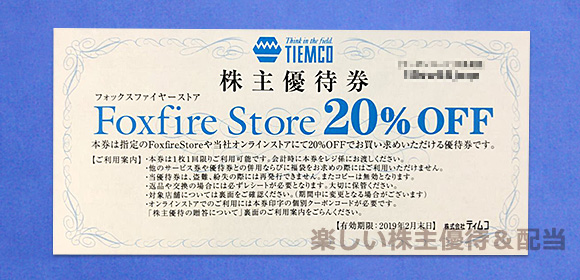 Think in the field.
TIEMCO
株主優待券
フォックスファイヤーストア
Foxfire Store 20%OFF
本券は指定のFoxfireStoreや当社オンラインストアにて20%OFFでお買い求めいただける優待券です。
【ご利用案内】・本券は1枚1回限りご利用可能です。会計時に本券をレジ係にお渡しください。
・他のサービス券や優待券との併用ならびに福袋をお求めの際にはご利用いただけません。
・当優待券は、盗難、紛失の際には再発行できません。またコピーは無効となります。
・返品や交換の場合には必ずレシートが必要となります。大切に保管ください。
・対象店舗については裏面をご確認ください。(期間中に変更となる場合がございます)
・オンラインストアでのご利用には本券印字の個別クーポンコードが必要です。
「株主優待の贈答について」裏面のご利用案内をごらんください。
【有効期限:2019年2月末日】 株式会社ティムコ
楽しい株主優待&配当